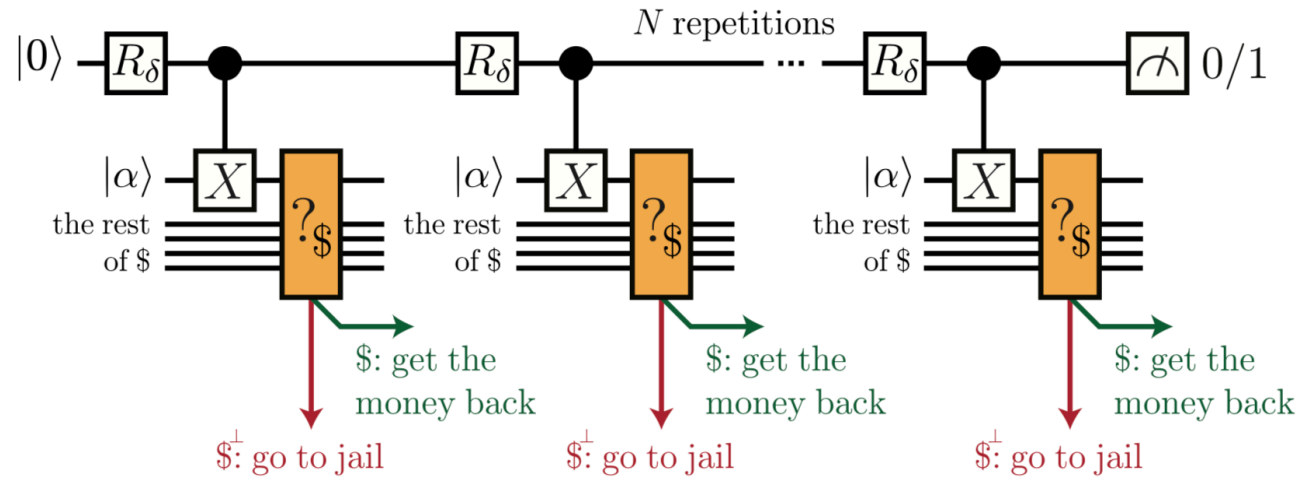 N repetitions
|0⟩ R_δ R_δ ... R_δ 0/1
|α⟩ X |α⟩ X |α⟩ X
the rest the rest the rest
of $ of $ of $
?_$ ?_$ ?_$
$: get the $: get the $: get the
money back money back money back
$^⊥: go to jail $^⊥: go to jail $^⊥: go to jail